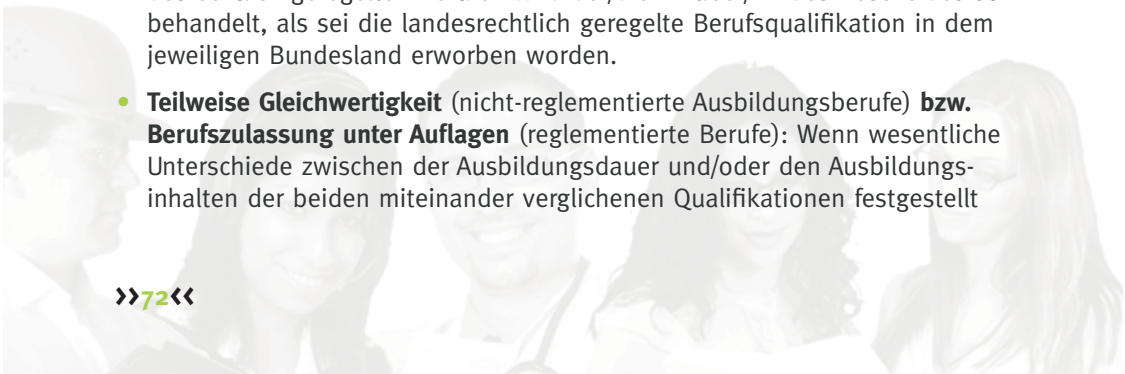 behandelt, als sei die landesrechtlich geregelte Berufsqualifikation in dem
jeweiligen Bundesland erworben worden.
• Teilweise Gleichwertigkeit (nicht-reglementierte Ausbildungsberufe) bzw.
Berufszulassung unter Auflagen (reglementierte Berufe): Wenn wesentliche
Unterschiede zwischen der Ausbildungsdauer und/oder den Ausbildungs-
inhalten der beiden miteinander verglichenen Qualifikationen festgestellt
››72‹‹